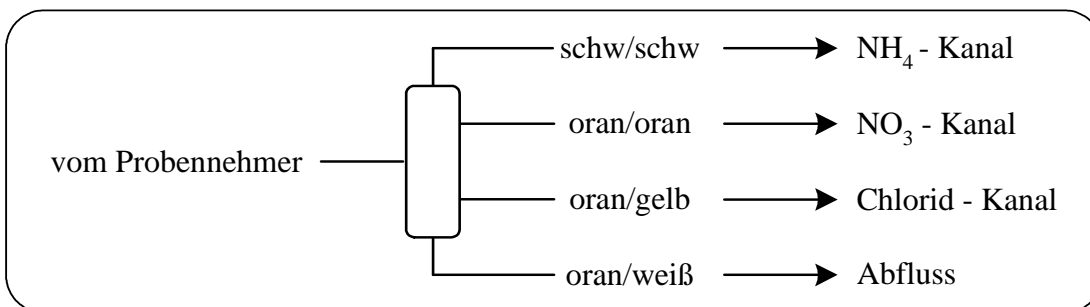 schw/schw NH4 - Kanal
oran/oran NO3 - Kanal
vom Probennehmer
oran/gelb Chlorid - Kanal
oran/weiß Abfluss